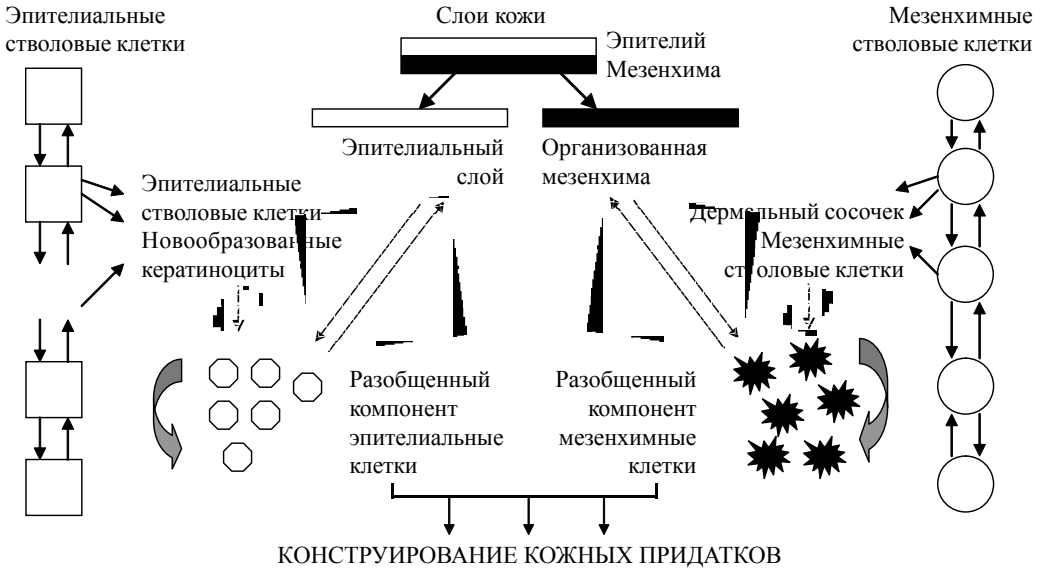 Эпителиальные
стволовые клетки
Слои кожи
Эпителий
Мезенхима
Мезенхимные
стволовые клетки
Эпителиальный
слой
Организованная
мезенхима
Эпителиальные
стволовые клетки
Новообразованные
кератиноциты
Дермальный сосочек
Мезенхимные
стволовые клетки
Разобщенный
компонент
эпителиальные
клетки
Разобщенный
компонент
мезенхимные
клетки
КОНСТРУИРОВАНИЕ КОЖНЫХ ПРИДАТКОВ